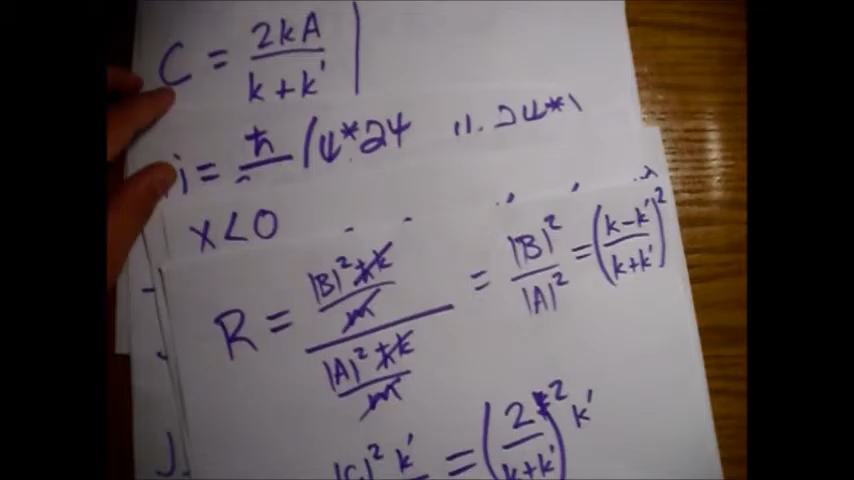 C = 2kA / k+k'
j = ħ / (ψ*∂ψ
x<0
R = |B|² ħk / m / |A|² ħk / m = |B|² / |A|² = (k-k' / k+k')²
|C|² k' = (2k / k+k')² k'
J